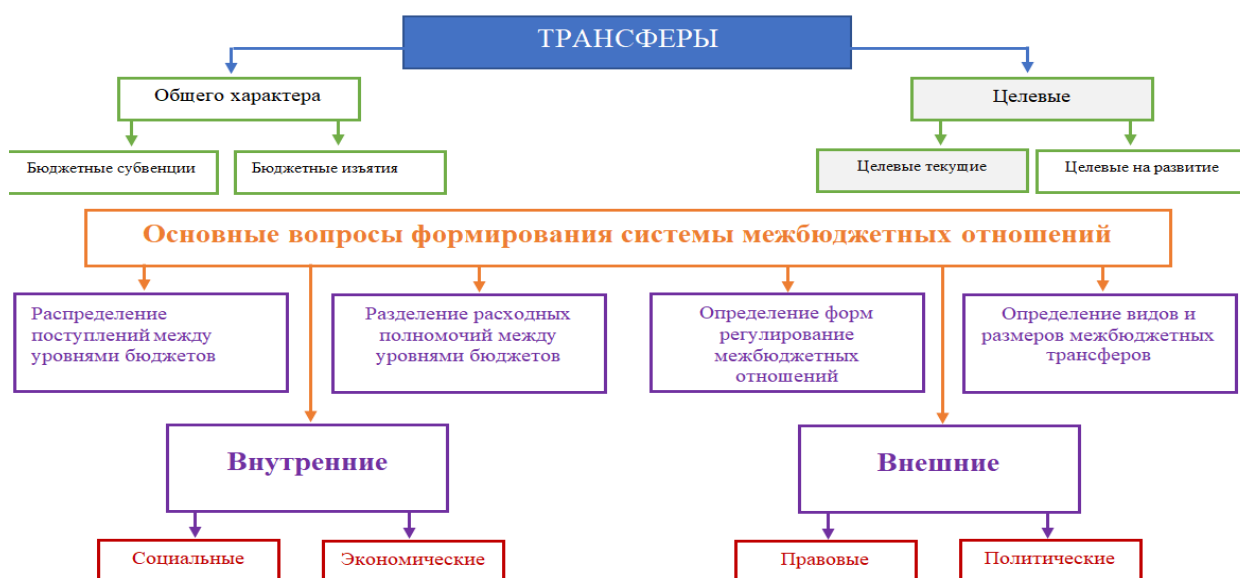 ТРАНСФЕРЫ
Общего характера
Целевые
Бюджетные субвенции
Бюджетные изъятия
Целевые текущие
Целевые на развитие
Основные вопросы формирования системы межбюджетных отношений
Распределение
поступлений между
уровнями бюджетов
Разделение расходных
полномочий между
уровнями бюджетов
Определение форм
регулирование
межбюджетных
отношений
Определение видов и
размеров межбюджетных
трансферов
Внутренние
Внешние
Социальные
Экономические
Правовые
Политические